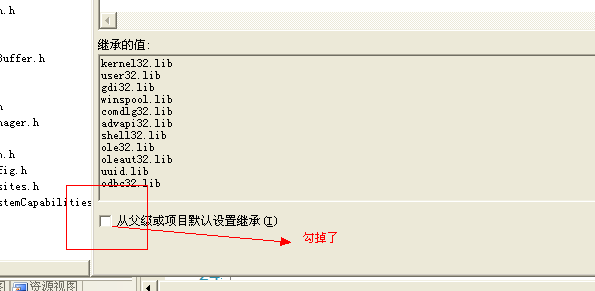 n.h
继承的值:
Buffer.h
kernel32.lib
user32.lib
gdi32.lib
winspool.lib
comdlg32.lib
advapi32.lib
shell32.lib
ole32.lib
oleaut32.lib
uuid.lib
odbc32.lib
h
nager.h
n.h
fig.h
sites.h
stemCapabilities
从父级或项目默认设置继承(I)
勾掉了
图
资源视图